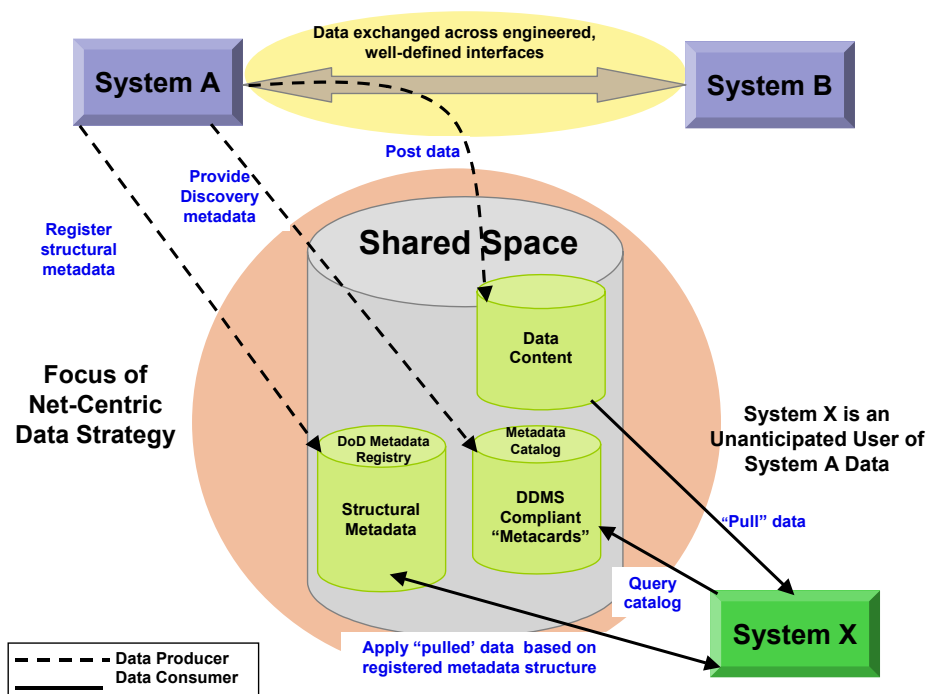 Data exchanged across engineered,
well-defined interfaces
System A
System B
Post data
Provide
Discovery
metadata
Register
structural
metadata
Shared Space
Data
Content
Focus of
Net-Centric
Data Strategy
System X is an
Unanticipated User of
System A Data
DoD Metadata
Registry
Structural
Metadata
Metadata
Catalog
DDMS
Compliant
“Metacards”
“Pull” data
Query
catalog
System X
Apply “pulled’ data based on
registered metadata structure
Data Producer
Data Consumer